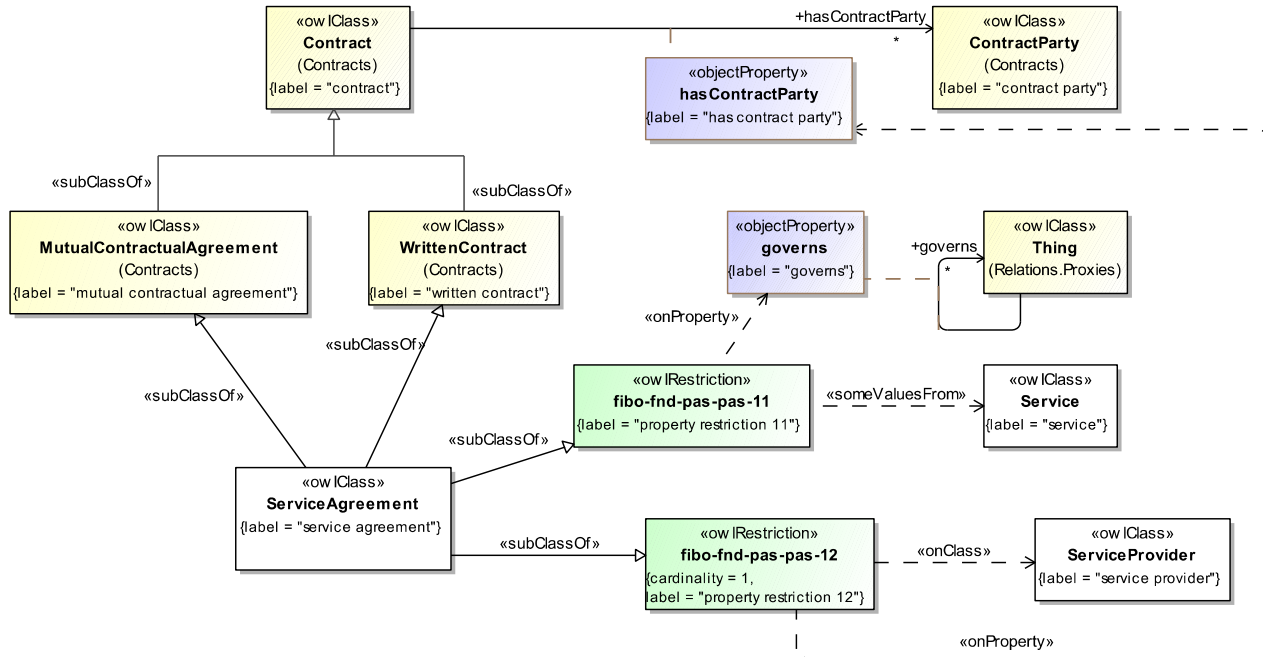 «owlClass»
Contract
(Contracts)
{label = "contract"}
+hasContractParty
*
«owlClass»
ContractParty
(Contracts)
{label = "contract party"}
«objectProperty»
hasContractParty
{label = "has contract party"}
«subClassOf»
«subClassOf»
«owlClass»
MutualContractualAgreement
(Contracts)
{label = "mutual contractual agreement"}
«owlClass»
WrittenContract
(Contracts)
{label = "written contract"}
«objectProperty»
governs
{label = "governs"}
+governs
*
«owlClass»
Thing
(Relations.Proxies)
«onProperty»
«subClassOf»
«subClassOf»
«owlRestriction»
fibo-fnd-pas-pas-11
{label = "property restriction 11"}
«someValuesFrom»
«owlClass»
Service
{label = "service"}
«subClassOf»
«owlClass»
ServiceAgreement
{label = "service agreement"}
«subClassOf»
«owlRestriction»
fibo-fnd-pas-pas-12
{cardinality = 1,
label = "property restriction 12"}
«onClass»
«owlClass»
ServiceProvider
{label = "service provider"}
«onProperty»